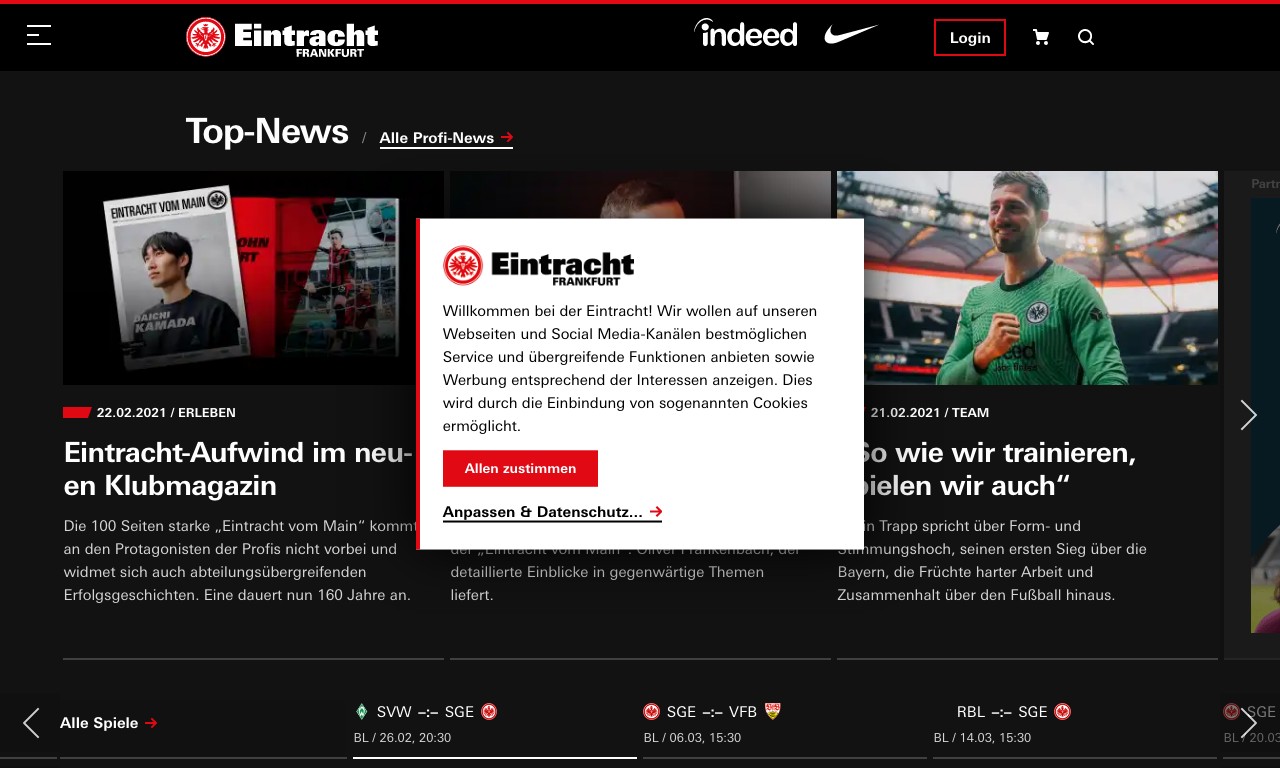 Eintracht
FRANKFURT
indeed
Login
Top-News / Alle Profi-News
Partn
EINTRACHT VOM MAIN
DAICHI
KAMADA
22.02.2021 / ERLEBEN
Eintracht-Aufwind im neu-
en Klubmagazin
Die 100 Seiten starke „Eintracht vom Main“ kommt
an den Protagonisten der Profis nicht vorbei und
widmet sich auch abteilungsübergreifenden
Erfolgsgeschichten. Eine dauert nun 160 Jahre an.
Eintracht
FRANKFURT
Willkommen bei der Eintracht! Wir wollen auf unseren
Webseiten und Social Media-Kanälen bestmöglichen
Service und übergreifende Funktionen anbieten sowie
Werbung entsprechend der Interessen anzeigen. Dies
wird durch die Einbindung von sogenannten Cookies
ermöglicht.
Allen zustimmen
Anpassen & Datenschutz...
der „Eintracht vom Main“. Oliver Frankenbach, der
detaillierte Einblicke in gegenwärtige Themen
liefert.
21.02.2021 / TEAM
So wie wir trainieren,
pielen wir auch“
in Trapp spricht über Form- und
Stimmungshoch, seinen ersten Sieg über die
Bayern, die Früchte harter Arbeit und
Zusammenhalt über den Fußball hinaus.
Alle Spiele
SVW –:– SGE
BL / 26.02, 20:30
SGE –:– VFB
BL / 06.03, 15:30
RBL –:– SGE
BL / 14.03, 15:30
SGE
BL / 20.03